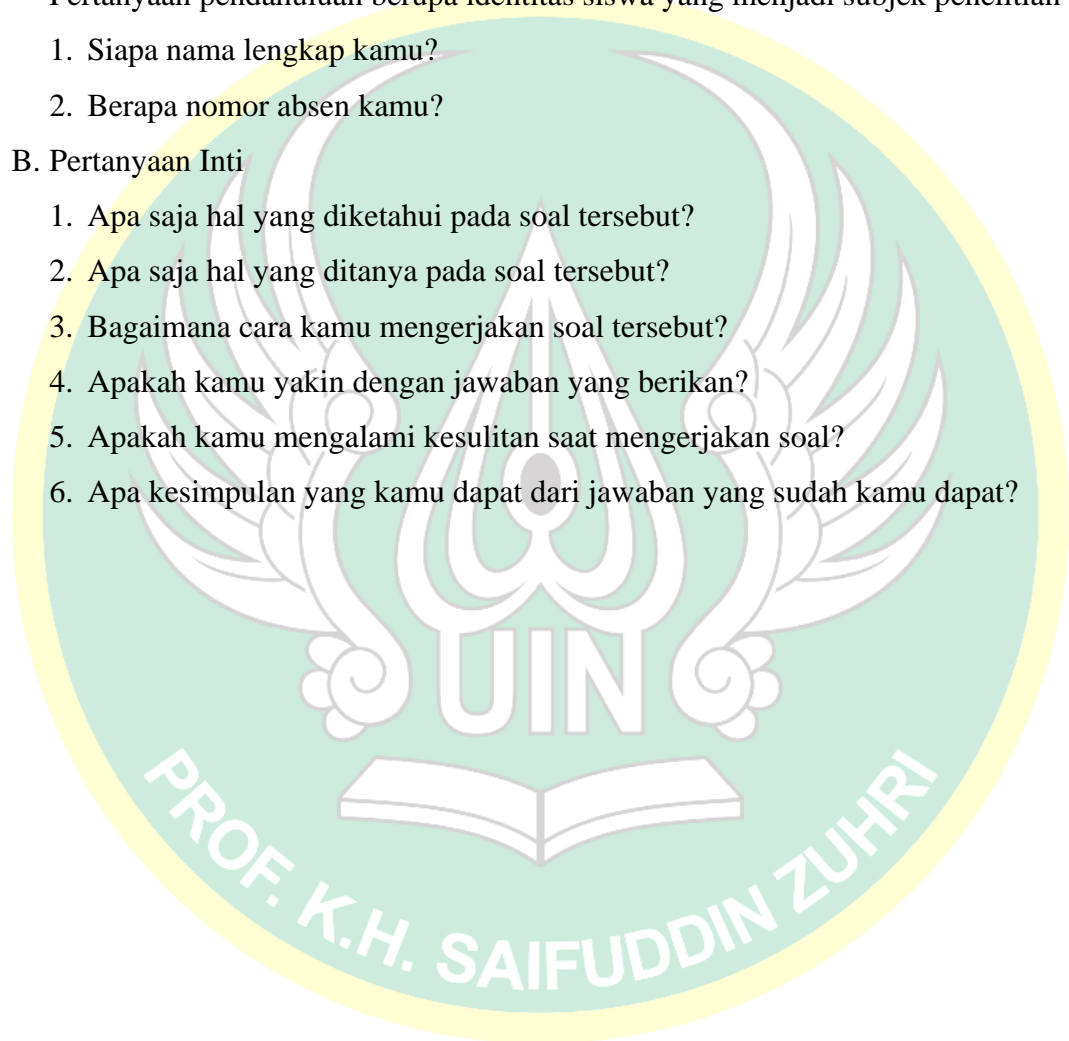 Pertanyaan pendahuluan berupa identitas siswa yang menjadi subjek penelitian
1. Siapa nama lengkap kamu?
2. Berapa nomor absen kamu?
B. Pertanyaan Inti
1. Apa saja hal yang diketahui pada soal tersebut?
2. Apa saja hal yang ditanya pada soal tersebut?
3. Bagaimana cara kamu mengerjakan soal tersebut?
4. Apakah kamu yakin dengan jawaban yang berikan?
5. Apakah kamu mengalami kesulitan saat mengerjakan soal?
6. Apa kesimpulan yang kamu dapat dari jawaban yang sudah kamu dapat?
UIN
PROF. K.H. SAIFUDDIN ZUHRI